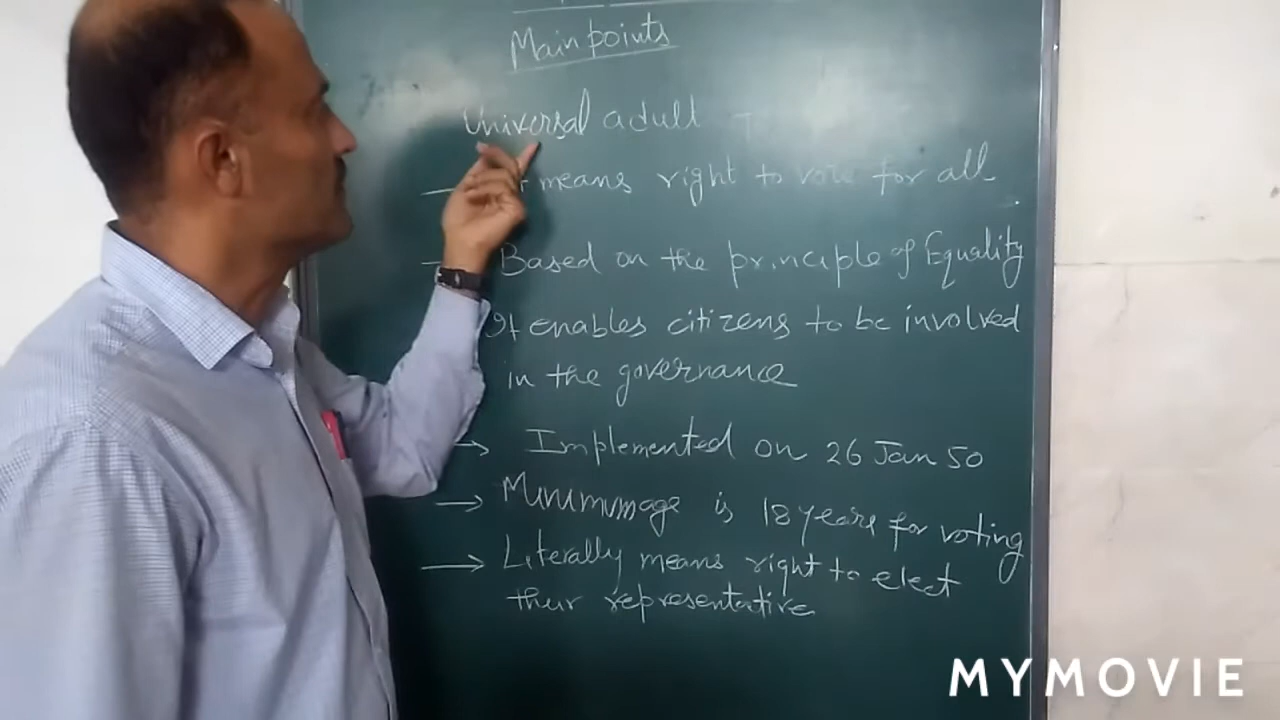 Main points
Universal adult
It means right to vote for all
Based on the principle of Equality
It enables citizens to be involved
in the governance
→ Implemented on 26 Jan 50
→ Minimum age is 18 years for voting
→ Literally means right to elect
their representative
MYMOVIE